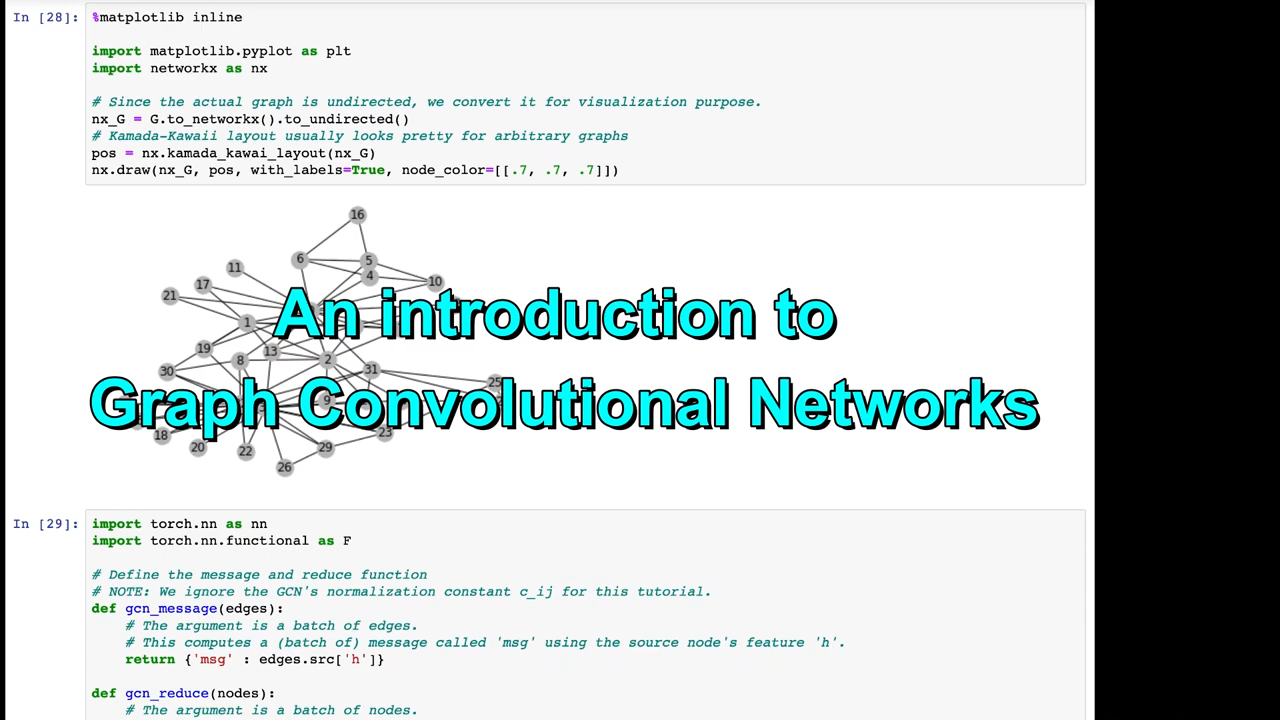 In [28]:
%matplotlib inline
import matplotlib.pyplot as plt
import networkx as nx
# Since the actual graph is undirected, we convert it for visualization purpose.
nx_G = G.to_networkx().to_undirected()
# Kamada-Kawaii layout usually looks pretty for arbitrary graphs
pos = nx.kamada_kawai_layout(nx_G)
nx.draw(nx_G, pos, with_labels=True, node_color=[[.7, .7, .7]])
16
6
5
11
4
17
10
21
1
An introduction to
19
13
8
2
30
31
25
9
Graph Convolutional Networks
18
23
20
22
29
26
In [29]:
import torch.nn as nn
import torch.nn.functional as F
# Define the message and reduce function
# NOTE: We ignore the GCN's normalization constant c_ij for this tutorial.
def gcn_message(edges):
# The argument is a batch of edges.
# This computes a (batch of) message called 'msg' using the source node's feature 'h'.
return {'msg' : edges.src['h']}
def gcn_reduce(nodes):
# The argument is a batch of nodes.